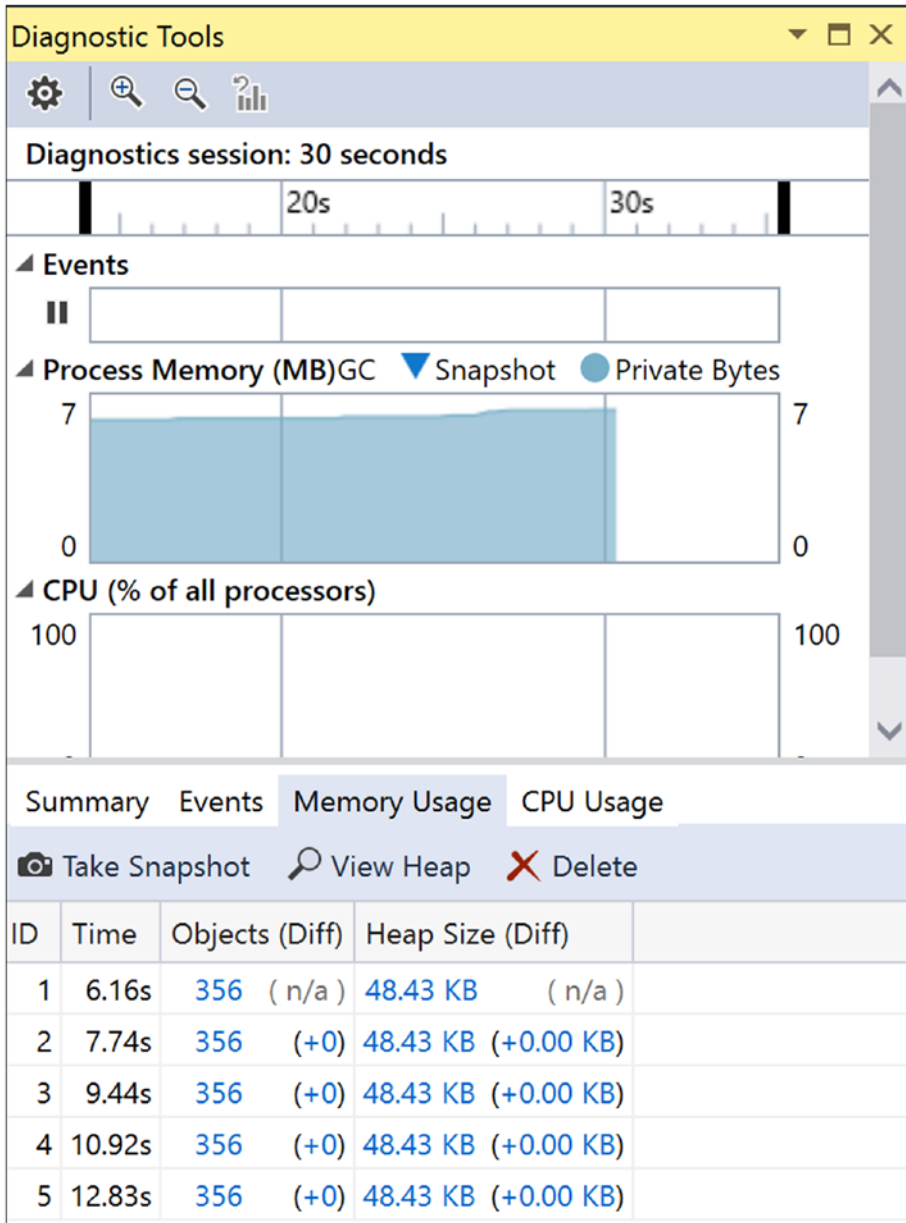 Diagnostic Tools
Diagnostics session: 30 seconds
20s 30s
Events
Process Memory (MB)GC Snapshot Private Bytes
7 7
0 0
CPU (% of all processors)
100 100
Summary Events Memory Usage CPU Usage
Take Snapshot View Heap Delete
ID Time Objects (Diff) Heap Size (Diff)
1 6.16s 356 ( n/a ) 48.43 KB ( n/a )
2 7.74s 356 (+0) 48.43 KB (+0.00 KB)
3 9.44s 356 (+0) 48.43 KB (+0.00 KB)
4 10.92s 356 (+0) 48.43 KB (+0.00 KB)
5 12.83s 356 (+0) 48.43 KB (+0.00 KB)